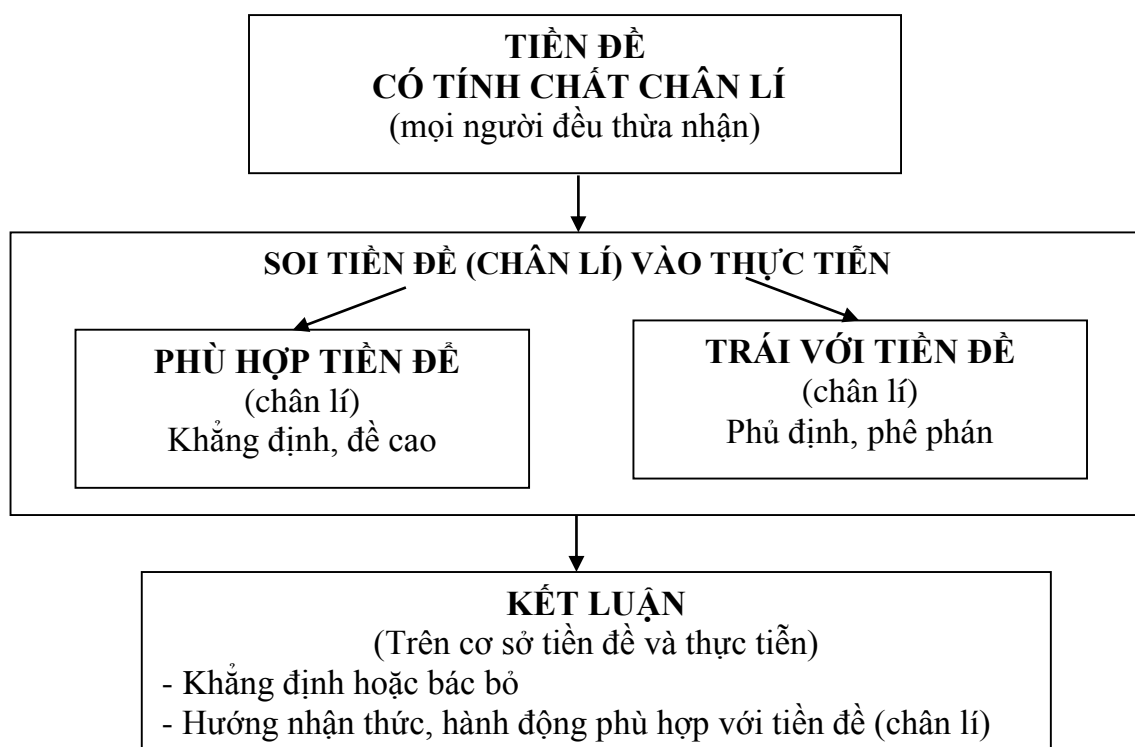 TIỀN ĐỀ
CÓ TÍNH CHẤT CHÂN LÍ
(mọi người đều thừa nhận)
SOI TIỀN ĐỀ (CHÂN LÍ) VÀO THỰC TIỄN
PHÙ HỢP TIỀN ĐỂ
(chân lí)
Khẳng định, đề cao
TRÁI VỚI TIỀN ĐỀ
(chân lí)
Phủ định, phê phán
KẾT LUẬN
(Trên cơ sở tiền đề và thực tiễn)
- Khẳng định hoặc bác bỏ
- Hướng nhận thức, hành động phù hợp với tiền đề (chân lí)